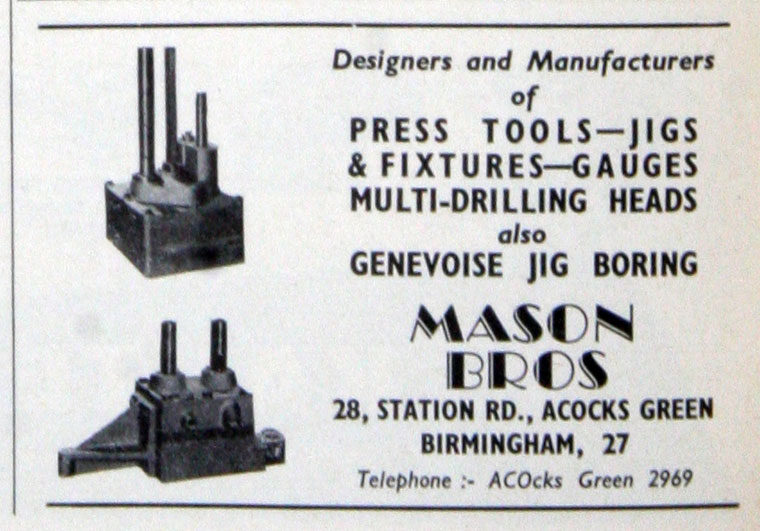 Designers and Manufacturers
of
PRESS TOOLS—JIGS
& FIXTURES—GAUGES
MULTI-DRILLING HEADS
also
GENEVOISE JIG BORING
MASON
BROS
28, STATION RD., ACOCKS GREEN
BIRMINGHAM, 27
Telephone :- ACOcks Green 2969